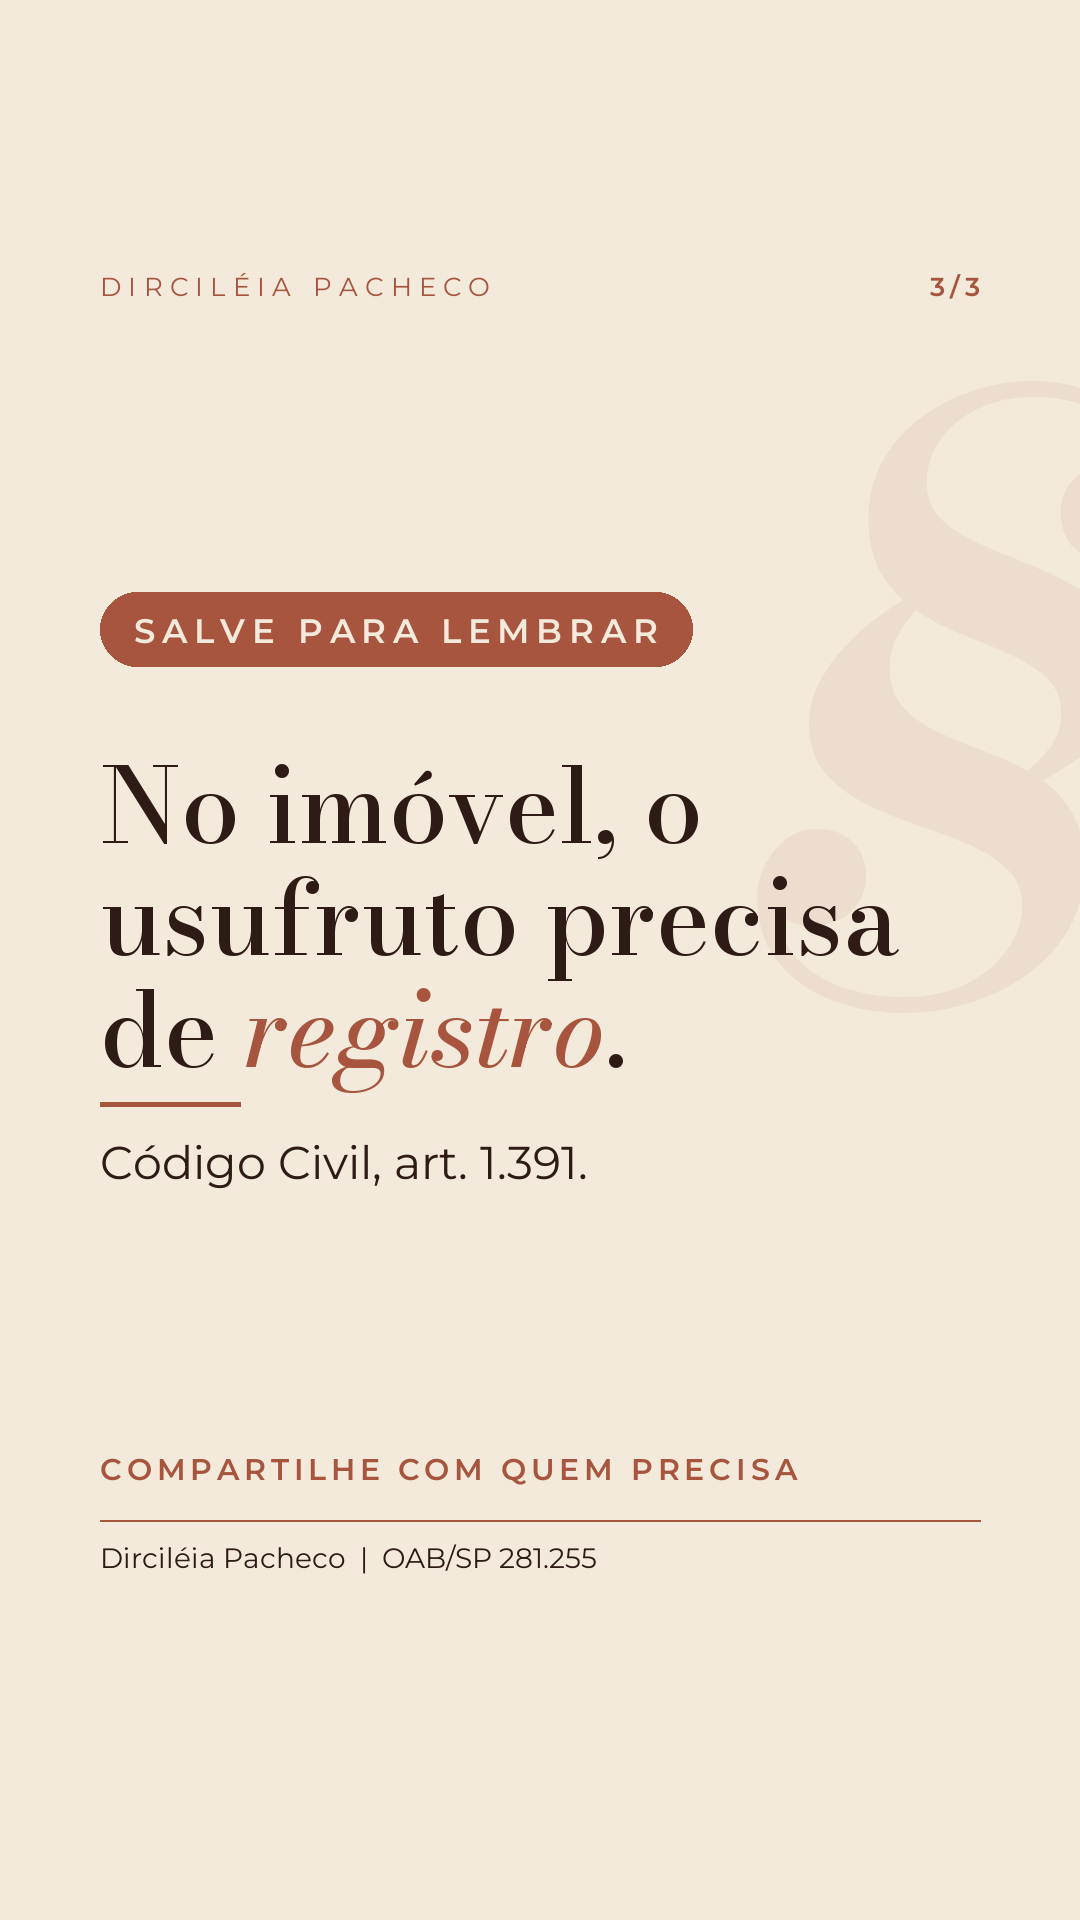 DIRCILÉIA PACHECO
3/3
§
SALVE PARA LEMBRAR
No imóvel, o
usufruto precisa
de registro.
Código Civil, art. 1.391.
COMPARTILHE COM QUEM PRECISA
Dirciléia Pacheco | OAB/SP 281.255